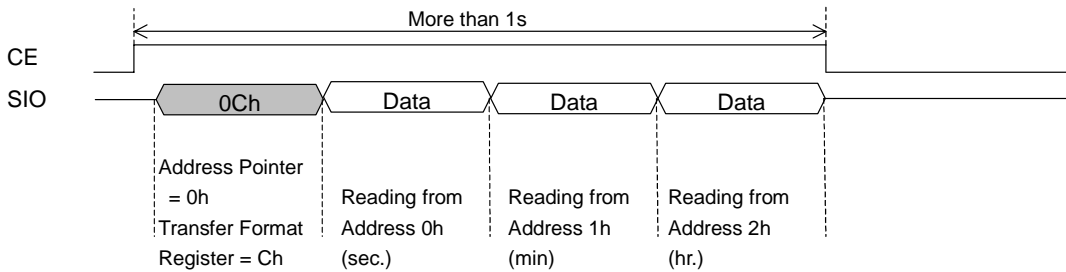 More than 1s
CE
SIO
0Ch
Data
Data
Data
Address Pointer
= 0h
Transfer Format
Register = Ch
Reading from
Address 0h
(sec.)
Reading from
Address 1h
(min)
Reading from
Address 2h
(hr.)